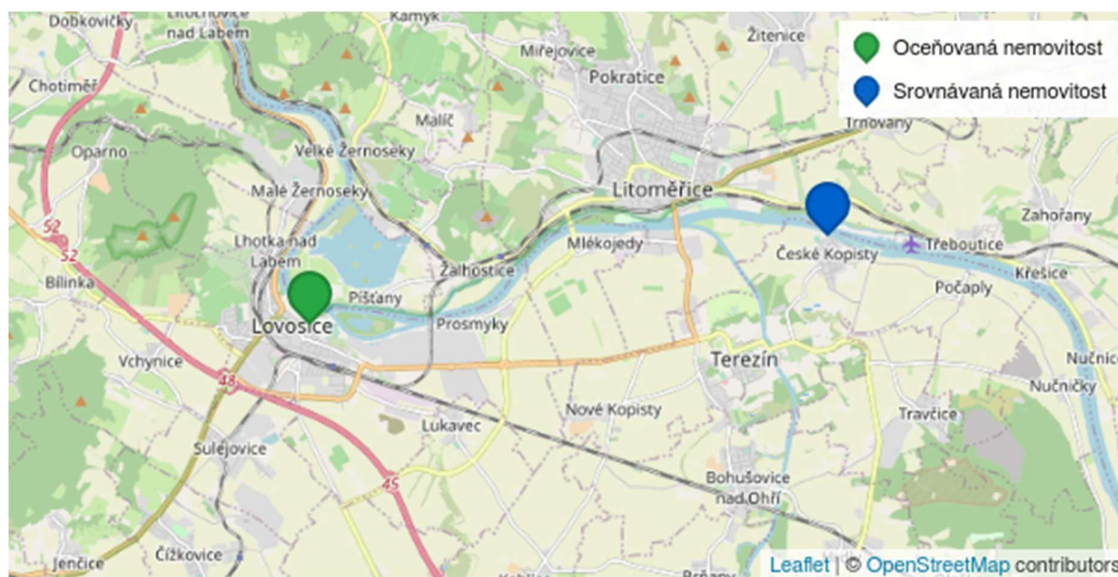 Dobkovičky
Litochovice
nad Labem
Kamýk
Žitenice
Miřejovice
Pokratice
Oceňovaná nemovitost
Srovnávaná nemovitost
Chotiměř
Malíč
Trnovany
Oparno
Velké Žernoseky
Malé Žernoseky
Litoměřice
52
52
Lhotka nad
Labem
Mlékojedy
České Kopisty
Zahořany
Třeboutice
Žalhostice
Křešice
Bílinka
Píšťany
Počaply
Lovosice
Prosmyky
Vchynice
Terezín
48
Nučnice
Nučničky
Nové Kopisty
Travčice
Lukavec
Sulejovice
45
Bohušovice
nad Ohří
Čížkovice
Jenčice
Brňany
Leaflet | © OpenStreetMap contributors